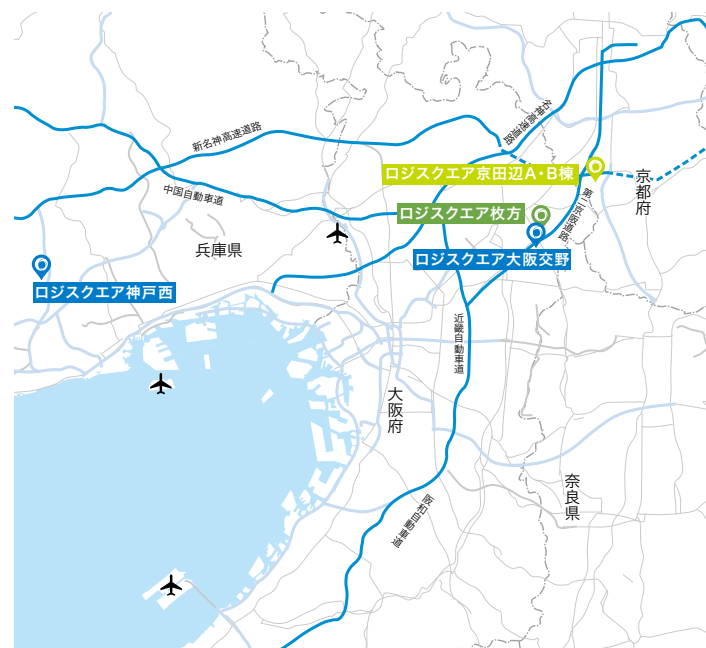 名神高速道路
新名神高速道路
ロジスクエア京田辺A・B棟
京都府
中国自動車道
第二京阪道路
ロジスクエア枚方
兵庫県
ロジスクエア大阪交野
ロジスクエア神戸西
近畿自動車道
大阪府
奈良県
阪和自動車道